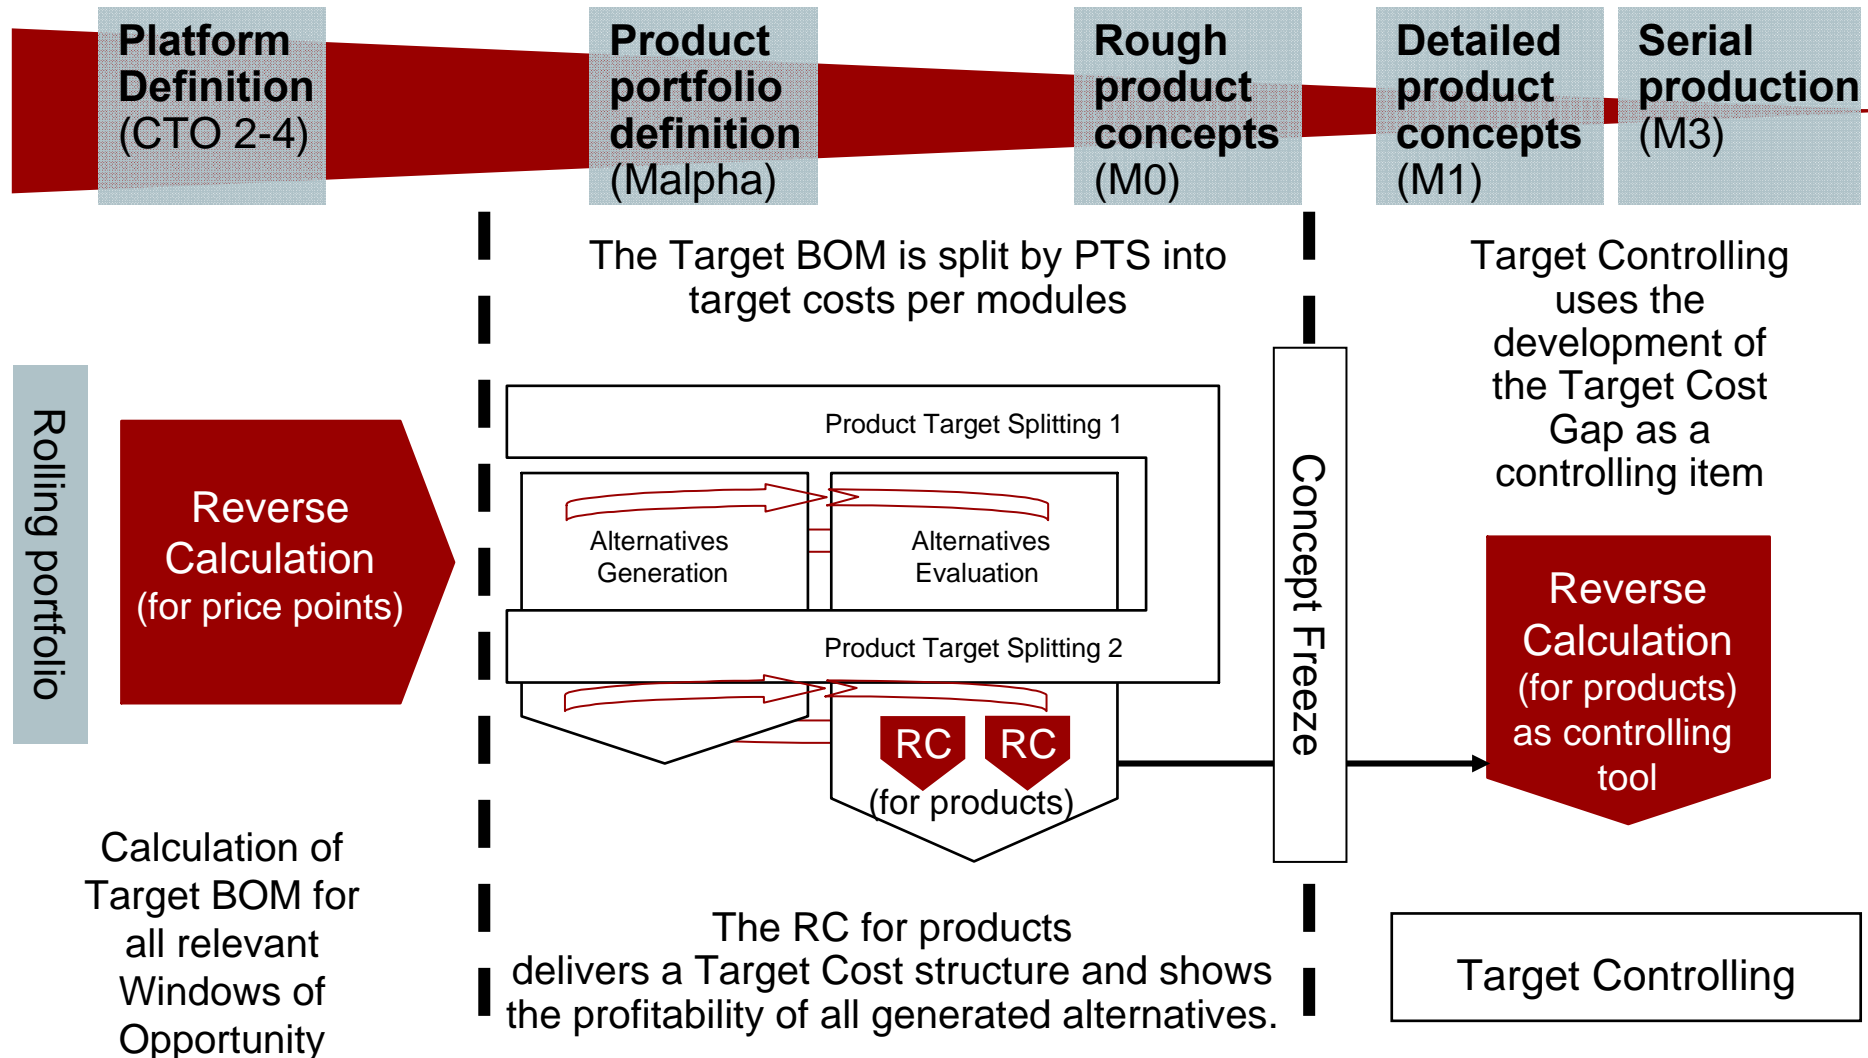 Platform
Definition
(CTO 2-4)
Product
portfolio
definition
(Malpha)
Rough
product
concepts
(M0)
Detailed
product
concepts
(M1)
Serial
production
(M3)
The Target BOM is split by PTS into
target costs per modules
Target Controlling
uses the
development of
the Target Cost
Gap as a
controlling item
Rolling portfolio
Reverse
Calculation
(for price points)
Product Target Splitting 1
Alternatives
Generation
Alternatives
Evaluation
Product Target Splitting 2
RC
RC
(for products)
Concept Freeze
Reverse
Calculation
(for products)
as controlling
tool
Calculation of
Target BOM for
all relevant
Windows of
Opportunity
The RC for products
delivers a Target Cost structure and shows
the profitability of all generated alternatives.
Target Controlling